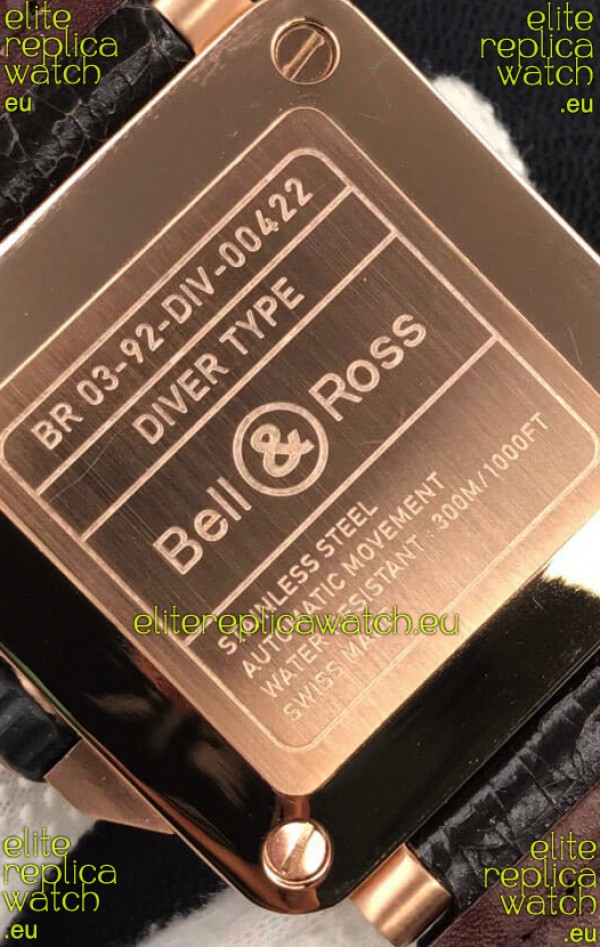 elite
replica
watch
.eu
elite
replica
watch
.eu
BR 03-92-DIV-00422
DIVER TYPE
Bell & Ross
STAINLESS STEEL
AUTOMATIC MOVEMENT
WATER RESISTANT : 300M/1000FT
SWISS MADE
elitereplicawatch.eu
elite
replica
watch
.eu
elite
replica
watch
.eu